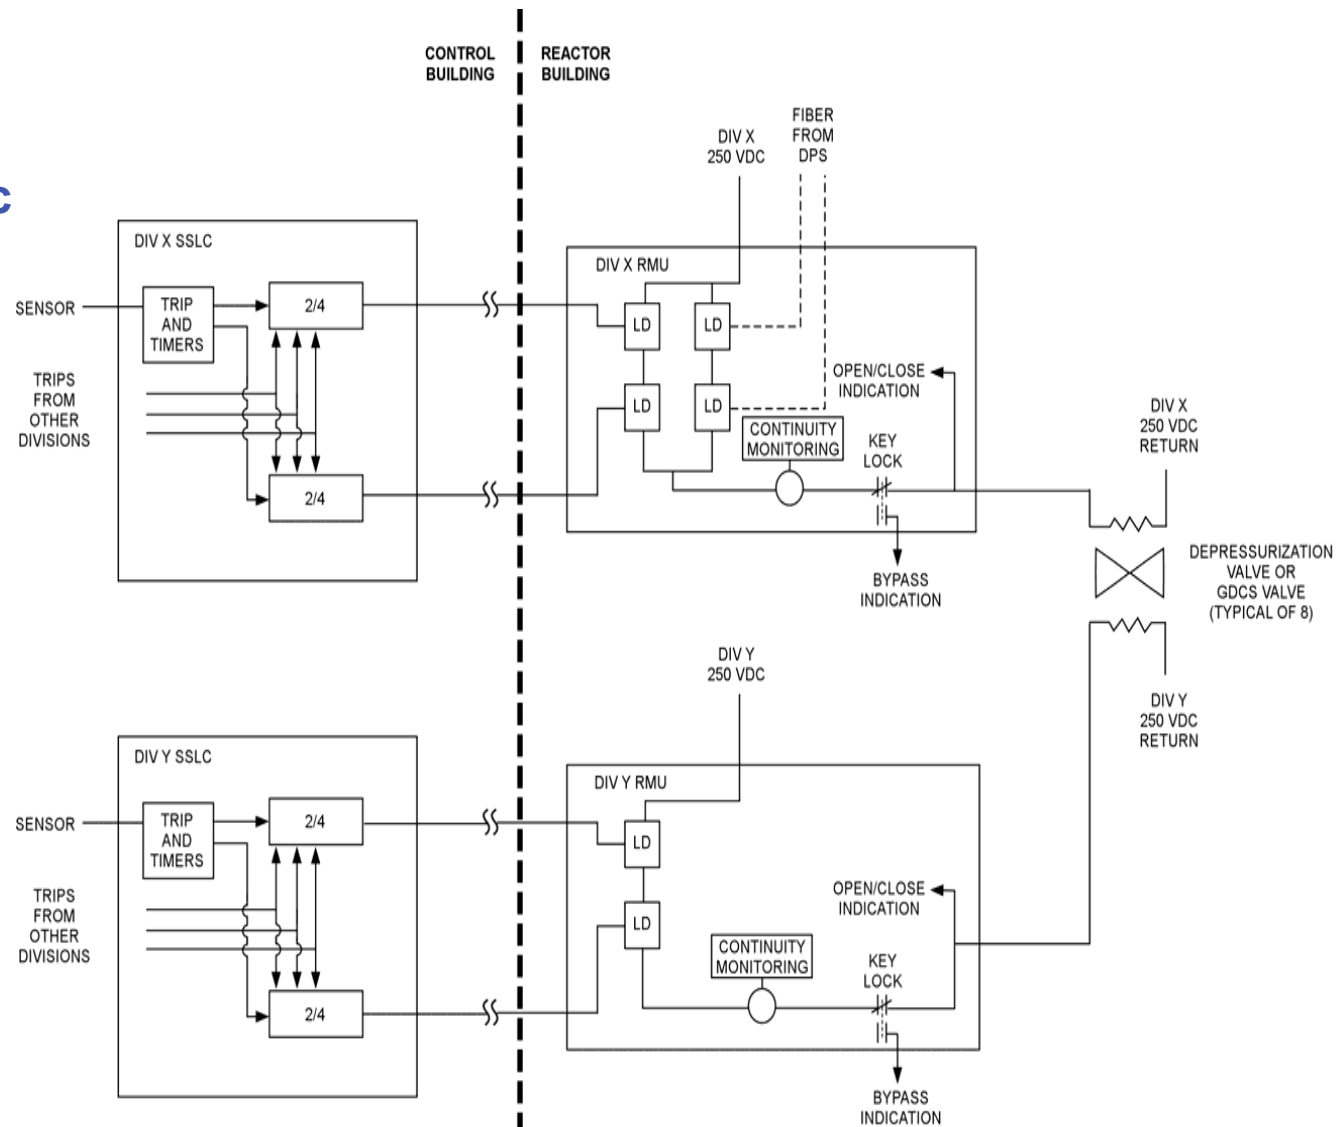 CONTROL
BUILDING
REACTOR
BUILDING
C
DIV X
250 VDC
FIBER
FROM
DPS
DIV X SSLC
SENSOR
TRIP
AND
TIMERS
2/4
TRIPS
FROM
OTHER
DIVISIONS
2/4
DIV X RMU
LD
LD
LD
LD
OPEN/CLOSE
INDICATION
CONTINUITY
MONITORING
KEY
LOCK
BYPASS
INDICATION
DIV X
250 VDC
RETURN
DEPRESSURIZATION
VALVE OR
GDCS VALVE
(TYPICAL OF 8)
DIV Y
250 VDC
RETURN
DIV Y
250 VDC
DIV Y SSLC
SENSOR
TRIP
AND
TIMERS
2/4
TRIPS
FROM
OTHER
DIVISIONS
2/4
DIV Y RMU
LD
LD
OPEN/CLOSE
INDICATION
CONTINUITY
MONITORING
KEY
LOCK
BYPASS
INDICATION